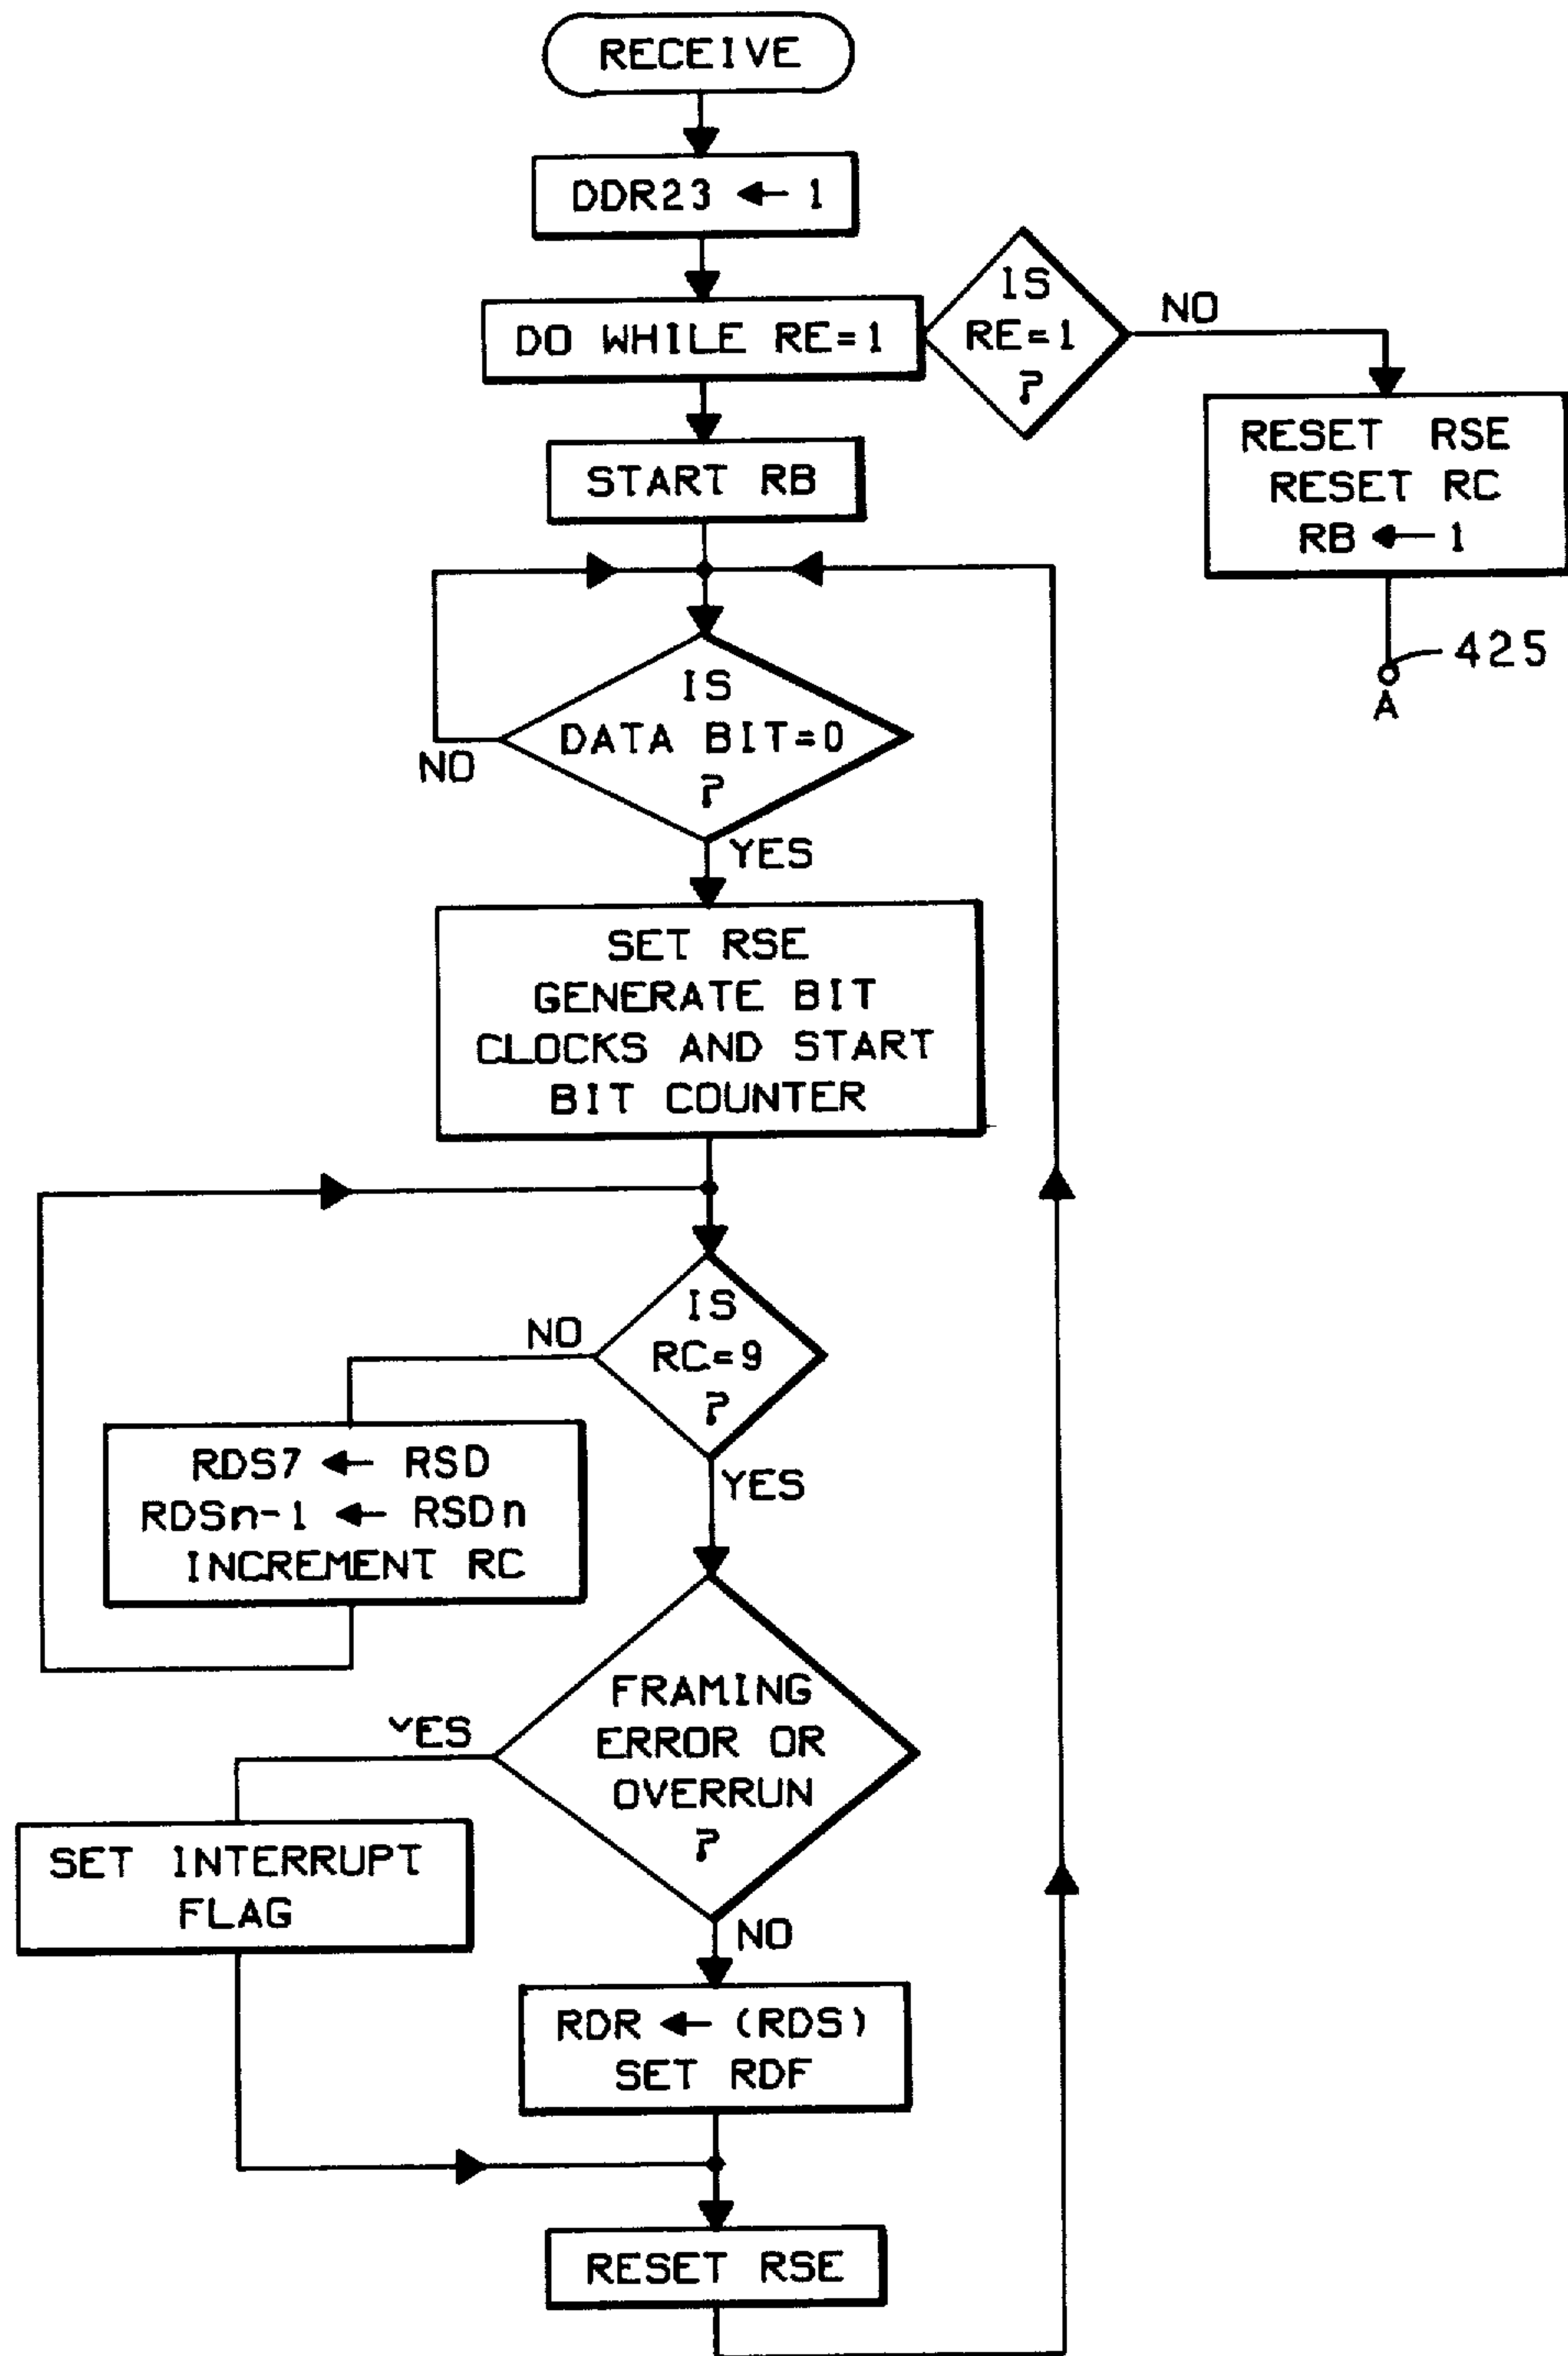 RECEIVE
DDR23 ← 1
DO WHILE RE=1
IS
RE=1
?
NO
RESET RSE
RESET RC
RB ← 1
425
A
START RB
IS
DATA BIT=0
?
NO
YES
SET RSE
GENERATE BIT
CLOCKS AND START
BIT COUNTER
IS
RC=9
?
NO
YES
RDS7 ← RSD
RDSn-1 ← RSDn
INCREMENT RC
FRAMING
ERROR OR
OVERRUN
?
YES
NO
SET INTERRUPT
FLAG
RDR ← (RDS)
SET RDF
RESET RSE